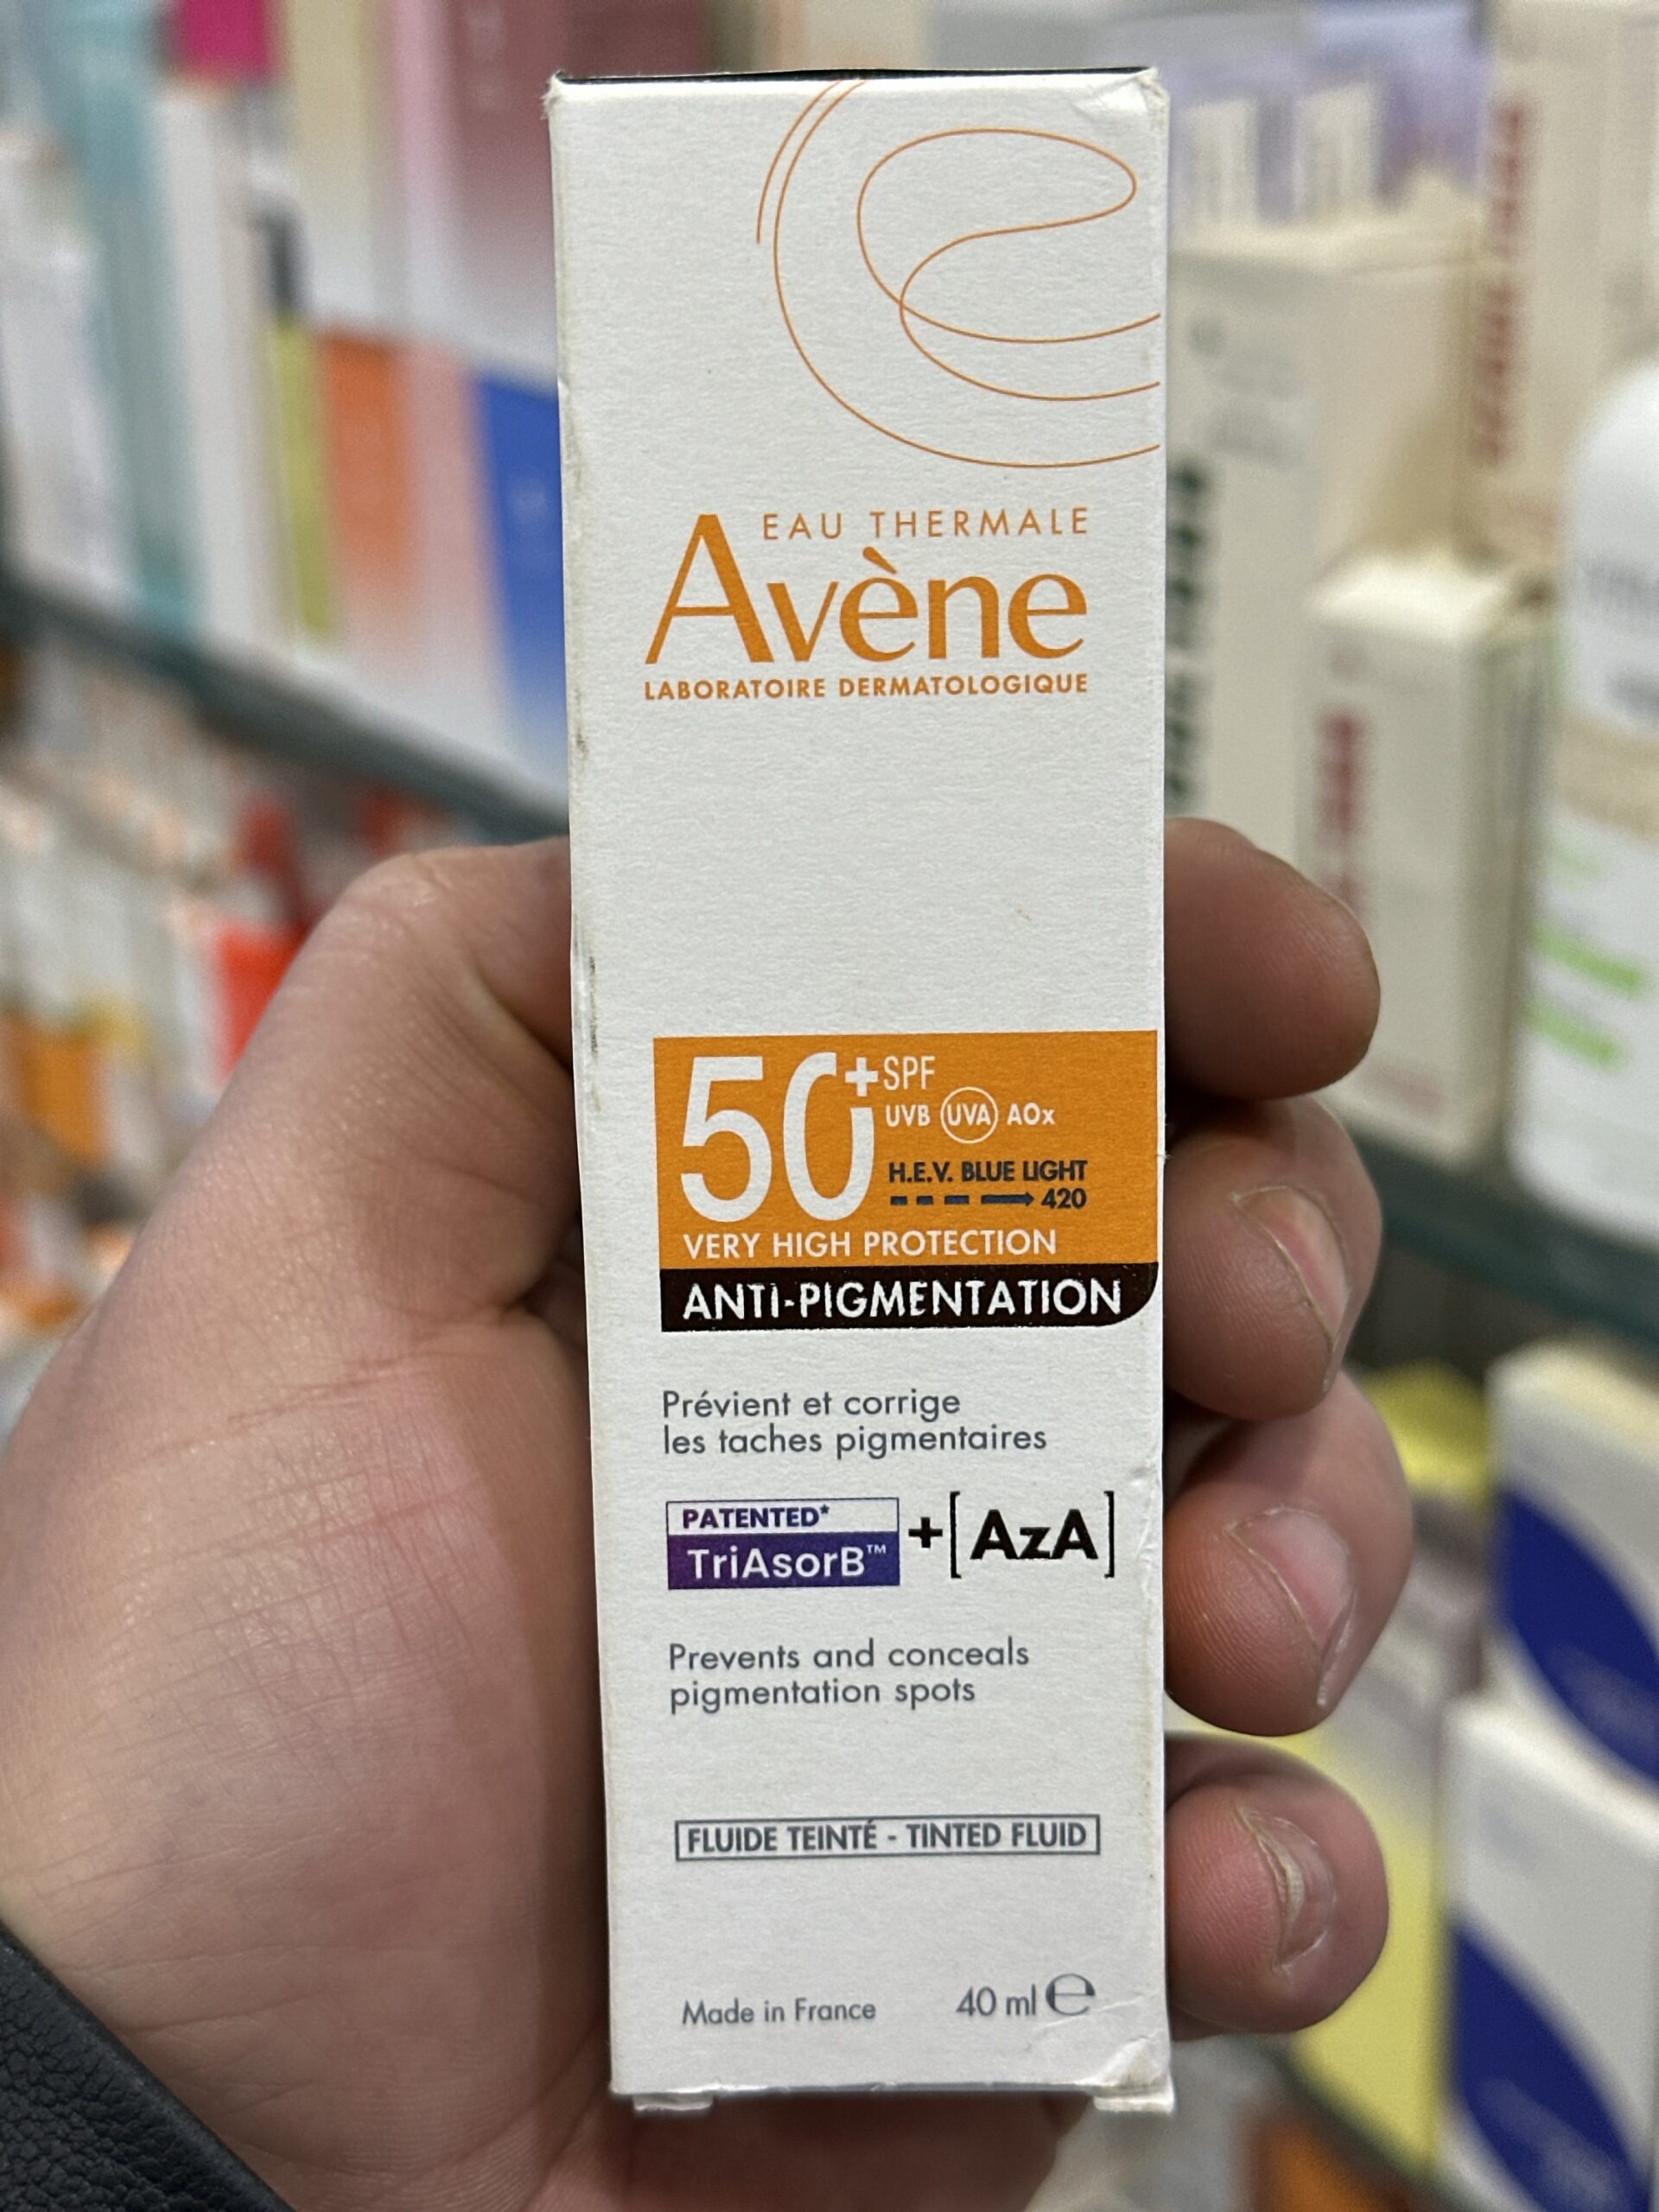 EAU THERMALE
Avène
LABORATOIRE DERMATOLOGIQUE
50+ SPF
UVB UVA AOx
H.E.V. BLUE LIGHT
420
VERY HIGH PROTECTION
ANTI-PIGMENTATION
Prévient et corrige
les taches pigmentaires
PATENTED*
TriAsorB™ + [AzA]
Prevents and conceals
pigmentation spots
FLUIDE TEINTÉ - TINTED FLUID
Made in France 40 ml ℮